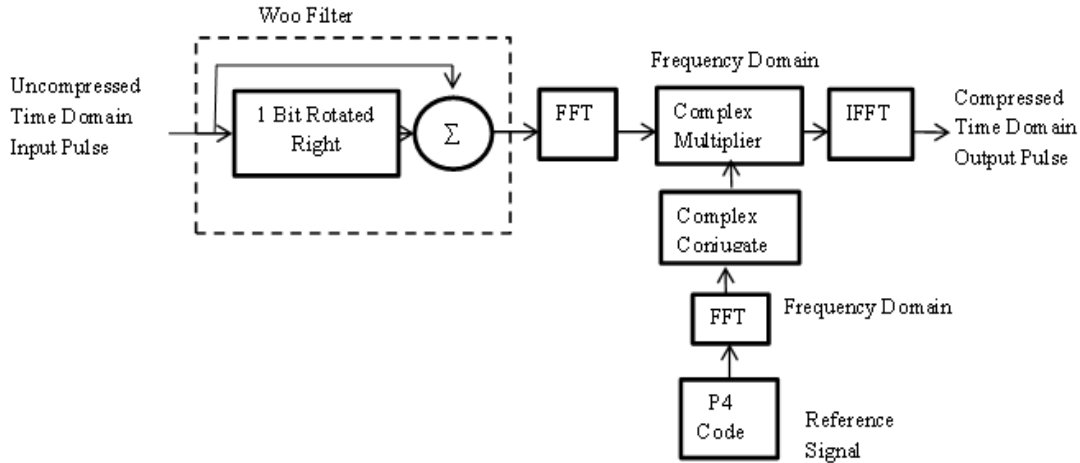 Woo Filter
Uncompressed
Time Domain
Input Pulse
1 Bit Rotated
Right
Σ
FFT
Frequency Domain
Complex
Multiplier
IFFT
Compressed
Time Domain
Output Pulse
Complex
Conjugate
FFT
Frequency Domain
P4
Code
Reference
Signal